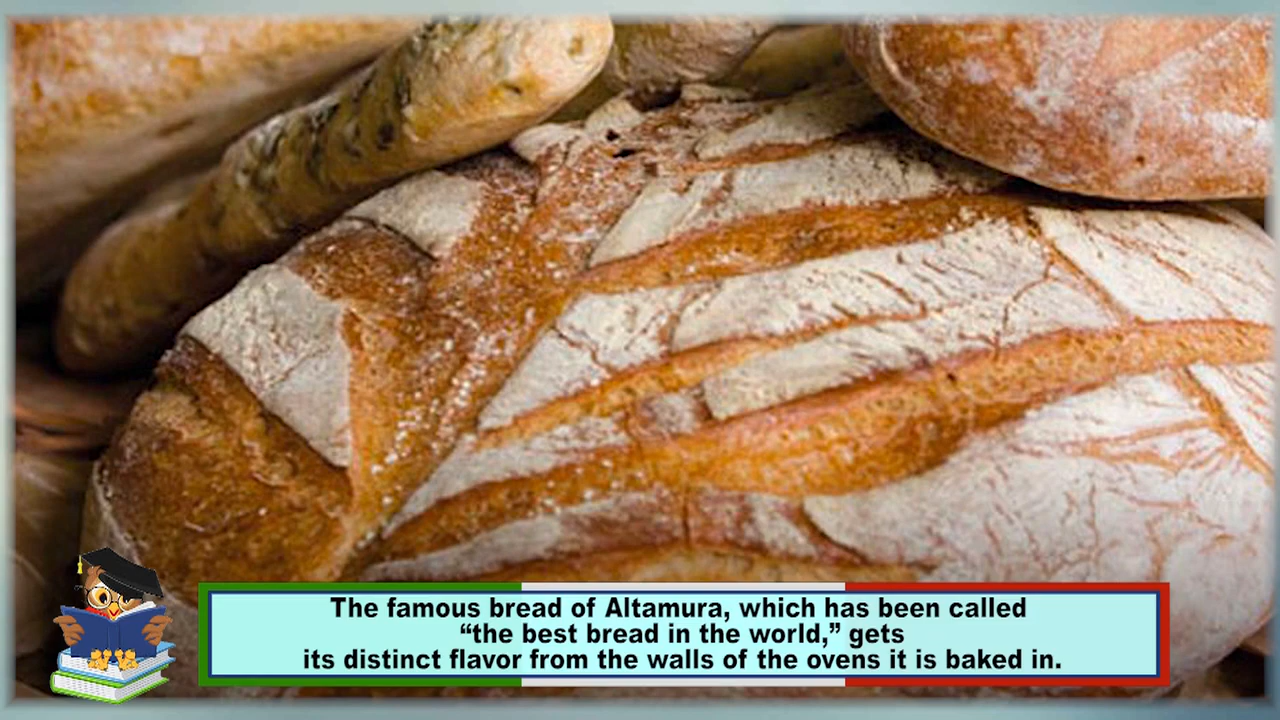 The famous bread of Altamura, which has been called
“the best bread in the world,” gets
its distinct flavor from the walls of the ovens it is baked in.